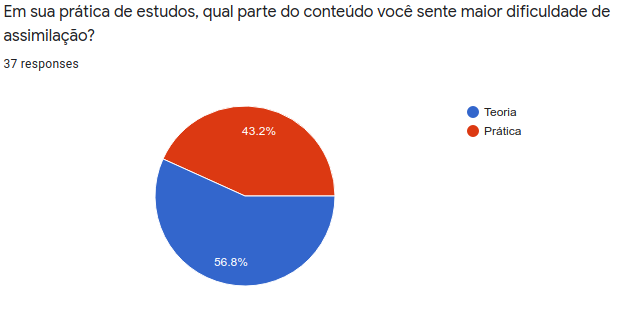 Em sua prática de estudos, qual parte do conteúdo você sente maior dificuldade de
assimilação?
37 responses
43.2%
56.8%
Teoria
Prática